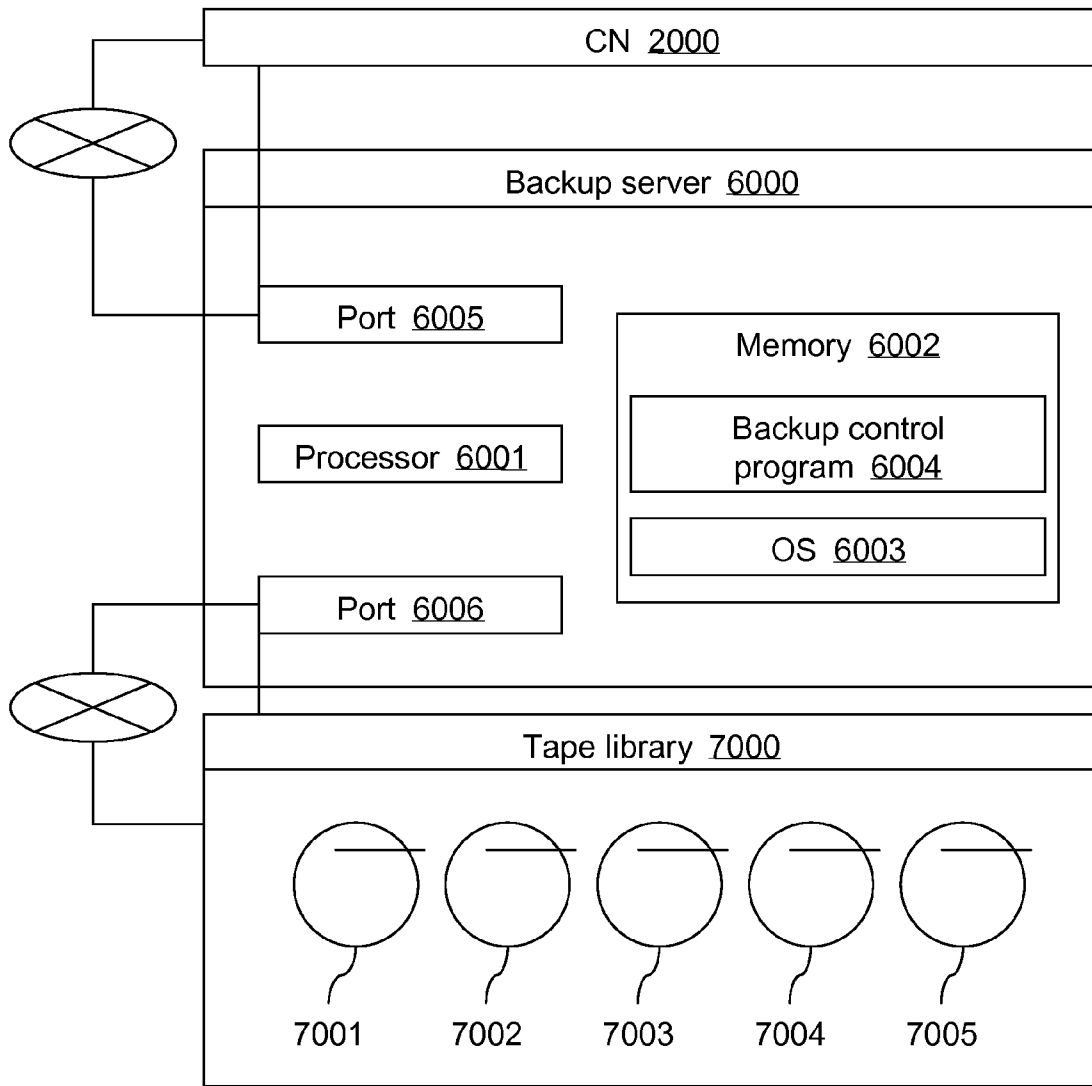 CN 2000
Backup server 6000
Port 6005
Memory 6002
Backup control
program 6004
Processor 6001
OS 6003
Port 6006
Tape library 7000
7001 7002 7003 7004 7005